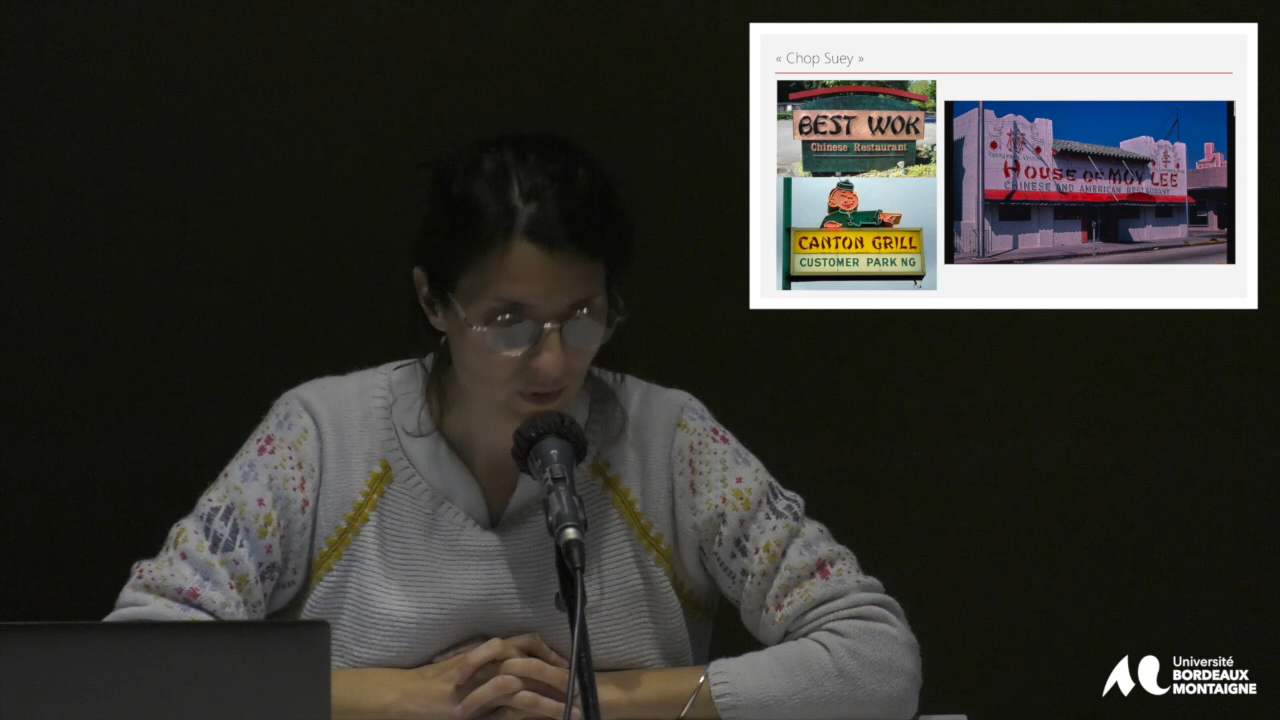 « Chop Suey »
BEST WOK
Chinese Restaurant
CANTON GRILL
CUSTOMER PARK NG
HOUSE OF MOY LEE
CHINESE AND AMERICAN RESTAURANT
Université
BORDEAUX
MONTAIGNE